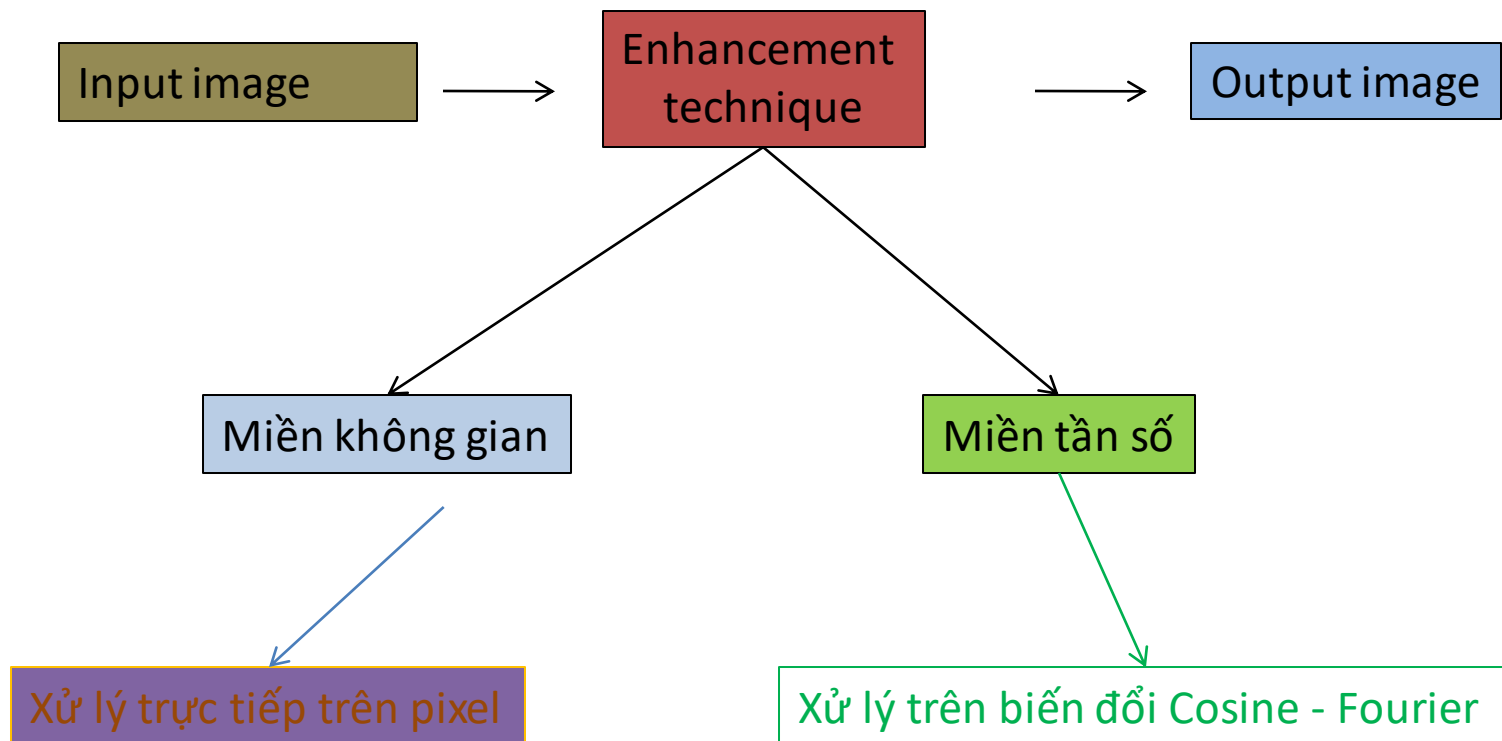 Input image
Enhancement
technique
Output image
Miền không gian
Miền tần số
Xử lý trực tiếp trên pixel
Xử lý trên biến đổi Cosine - Fourier